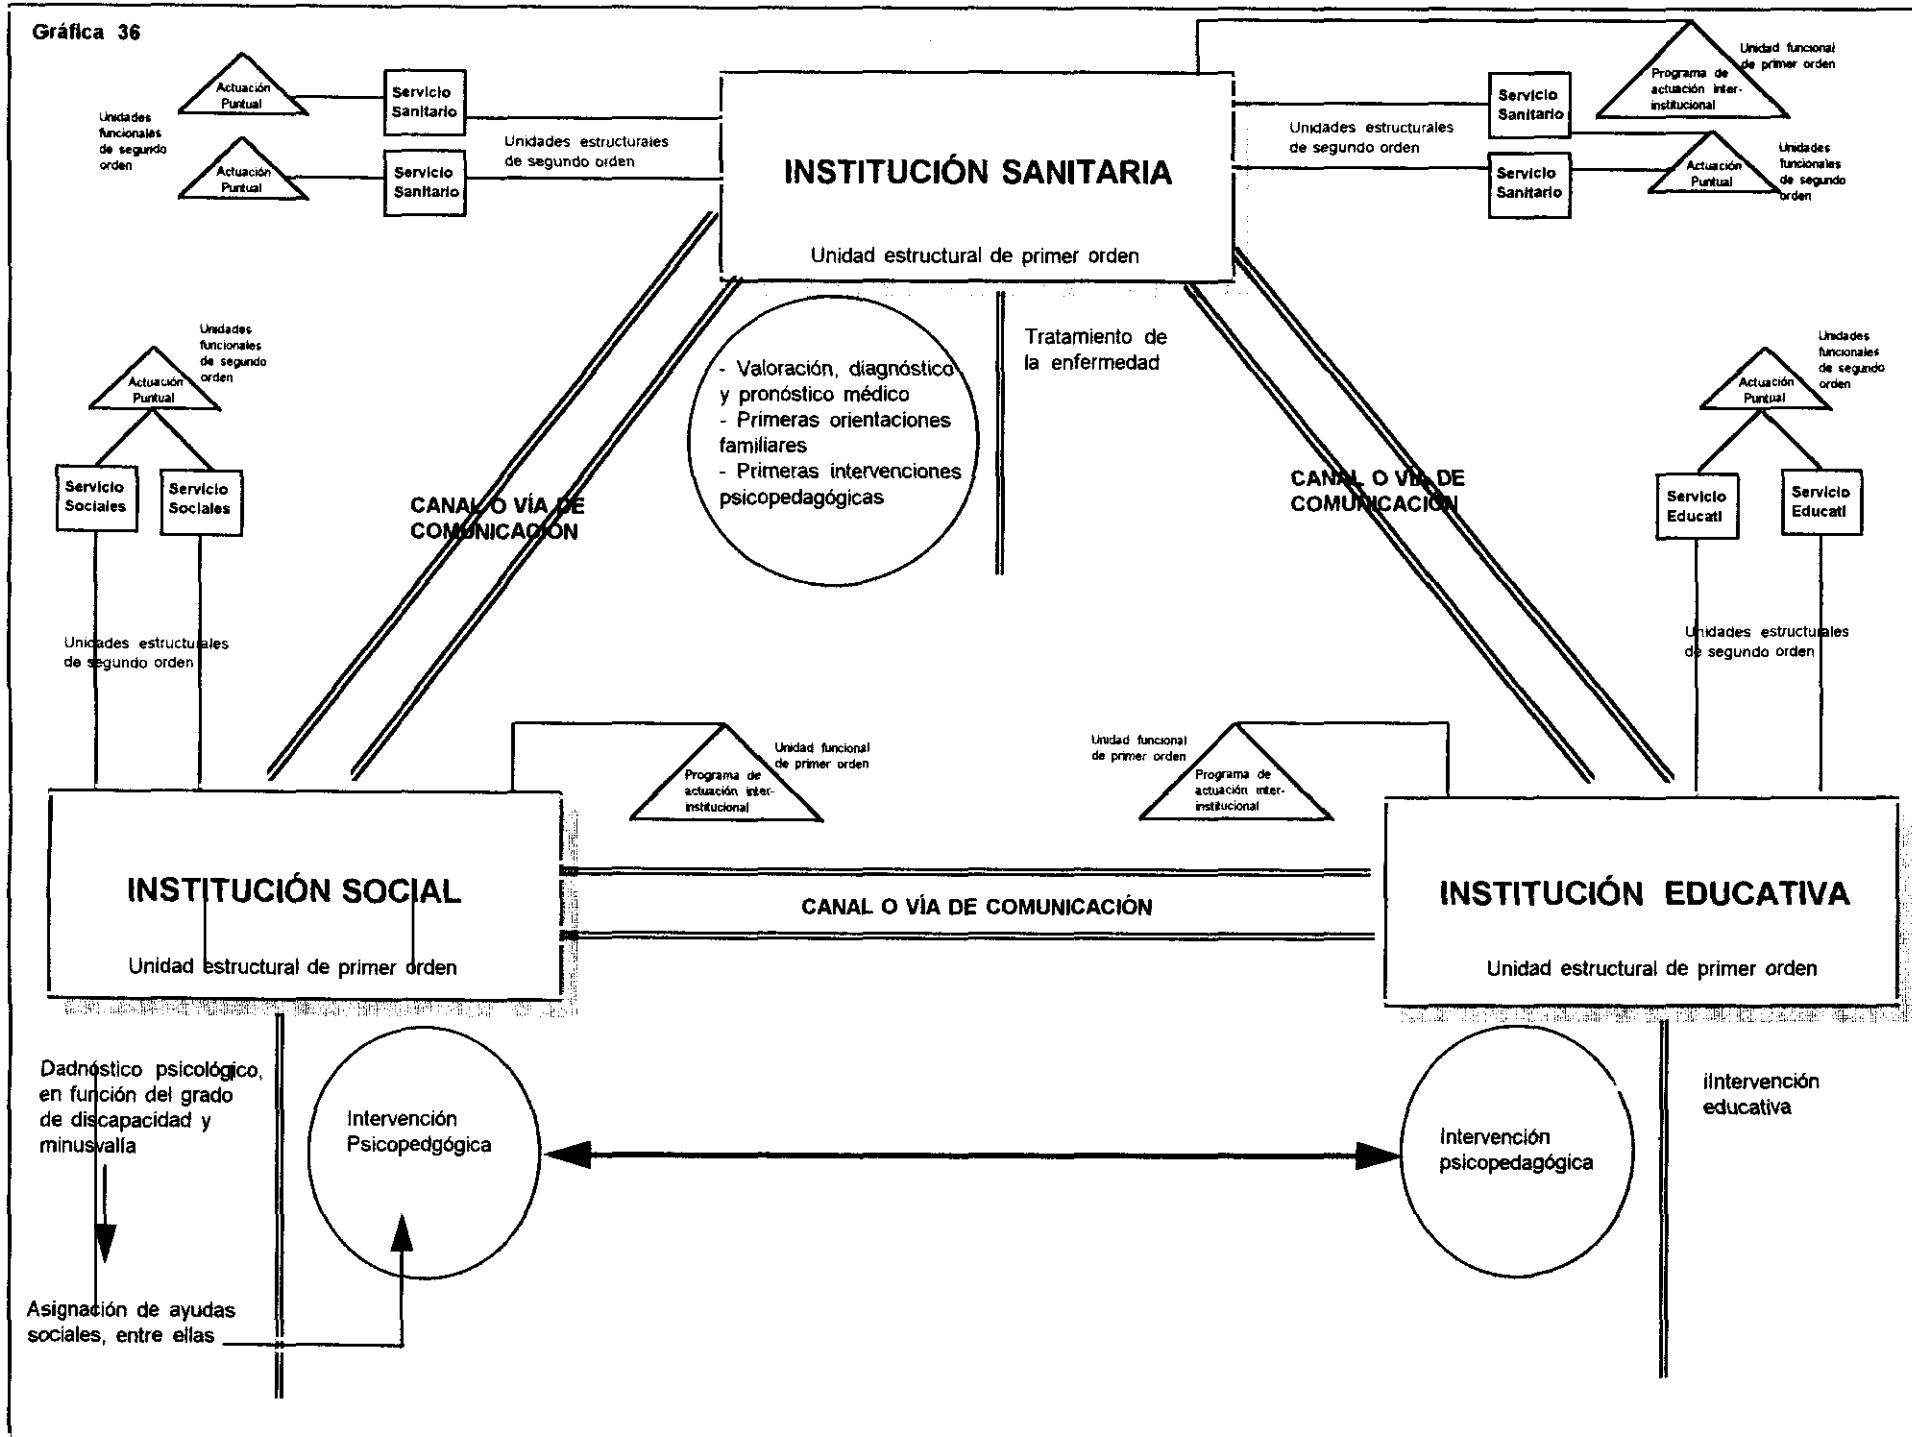 Gráfica 36
Actuación
Puntual
Servicio
Sanitario
Unidades
funcionales
de segundo
orden
Unidades estructurales
de segundo orden
Actuación
Puntual
Servicio
Sanitario
INSTITUCIÓN SANITARIA
Unidad estructural de primer orden
Unidad funcional
de primer orden
Programa de
actuación inter-
institucional
Servicio
Sanitario
Unidades estructurales
de segundo orden
Servicio
Sanitario
Actuación
Puntual
Unidades
funcionales
de segundo
orden
Unidades
funcionales
de segundo
orden
Actuación
Puntual
Servicio
Sociales
Servicio
Sociales
Unidades estructurales
de segundo orden
CANAL O VÍA DE
COMUNICACIÓN
- Valoración, diagnóstico
y pronóstico médico
- Primeras orientaciones
familiares
- Primeras intervenciones
psicopedagógicas
Tratamiento de
la enfermedad
CANAL O VÍA DE
COMUNICACIÓN
Unidades
funcionales
de segundo
orden
Actuación
Puntual
Servicio
Educati
Servicio
Educati
Unidades estructurales
de segundo orden
Unidad funcional
de primer orden
Programa de
actuación inter-
institucional
Unidad funcional
de primer orden
Programa de
actuación inter-
institucional
INSTITUCIÓN SOCIAL
Unidad estructural de primer orden
CANAL O VÍA DE COMUNICACIÓN
INSTITUCIÓN EDUCATIVA
Unidad estructural de primer orden
Dadnóstico psicológico,
en función del grado
de discapacidad y
minusvalía
Intervención
Psicopedgógica
Intervención
psicopedagógica
iIntervención
educativa
Asignación de ayudas
sociales, entre ellas